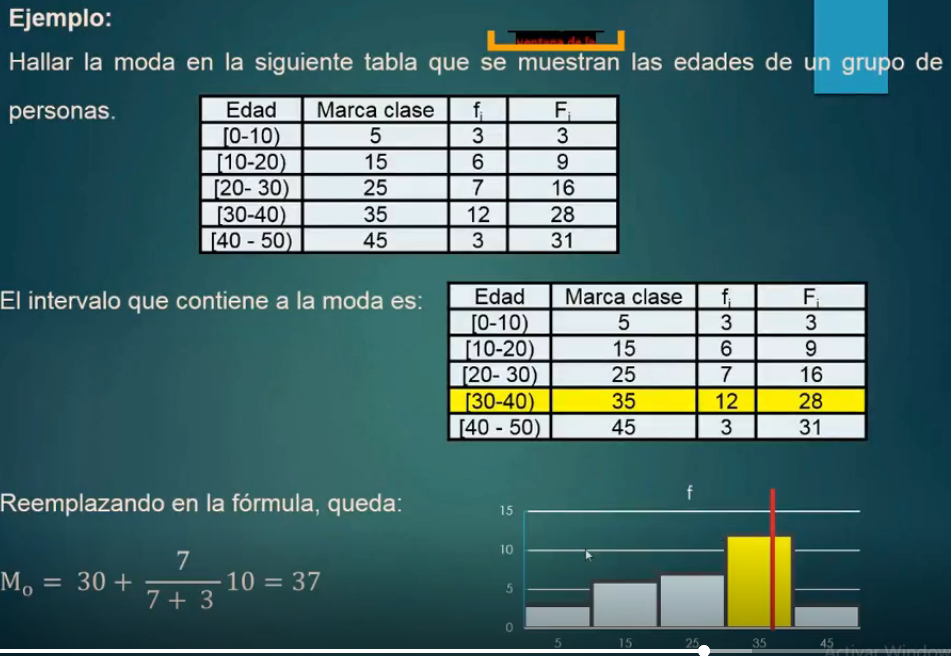 Ejemplo:
ventana de la
Hallar la moda en la siguiente tabla que se muestran las edades de un grupo de
personas.
Edad Marca clase fᵢ Fᵢ
[0-10) 5 3 3
[10-20) 15 6 9
[20- 30) 25 7 16
[30-40) 35 12 28
[40 - 50) 45 3 31
El intervalo que contiene a la moda es:
Edad Marca clase fᵢ Fᵢ
[0-10) 5 3 3
[10-20) 15 6 9
[20- 30) 25 7 16
[30-40) 35 12 28
[40 - 50) 45 3 31
Reemplazando en la fórmula, queda:
Mₒ = 30 + 7/(7 + 3) 10 = 37
f
15
10
5
0
5 15 25 35 45
Activar Window